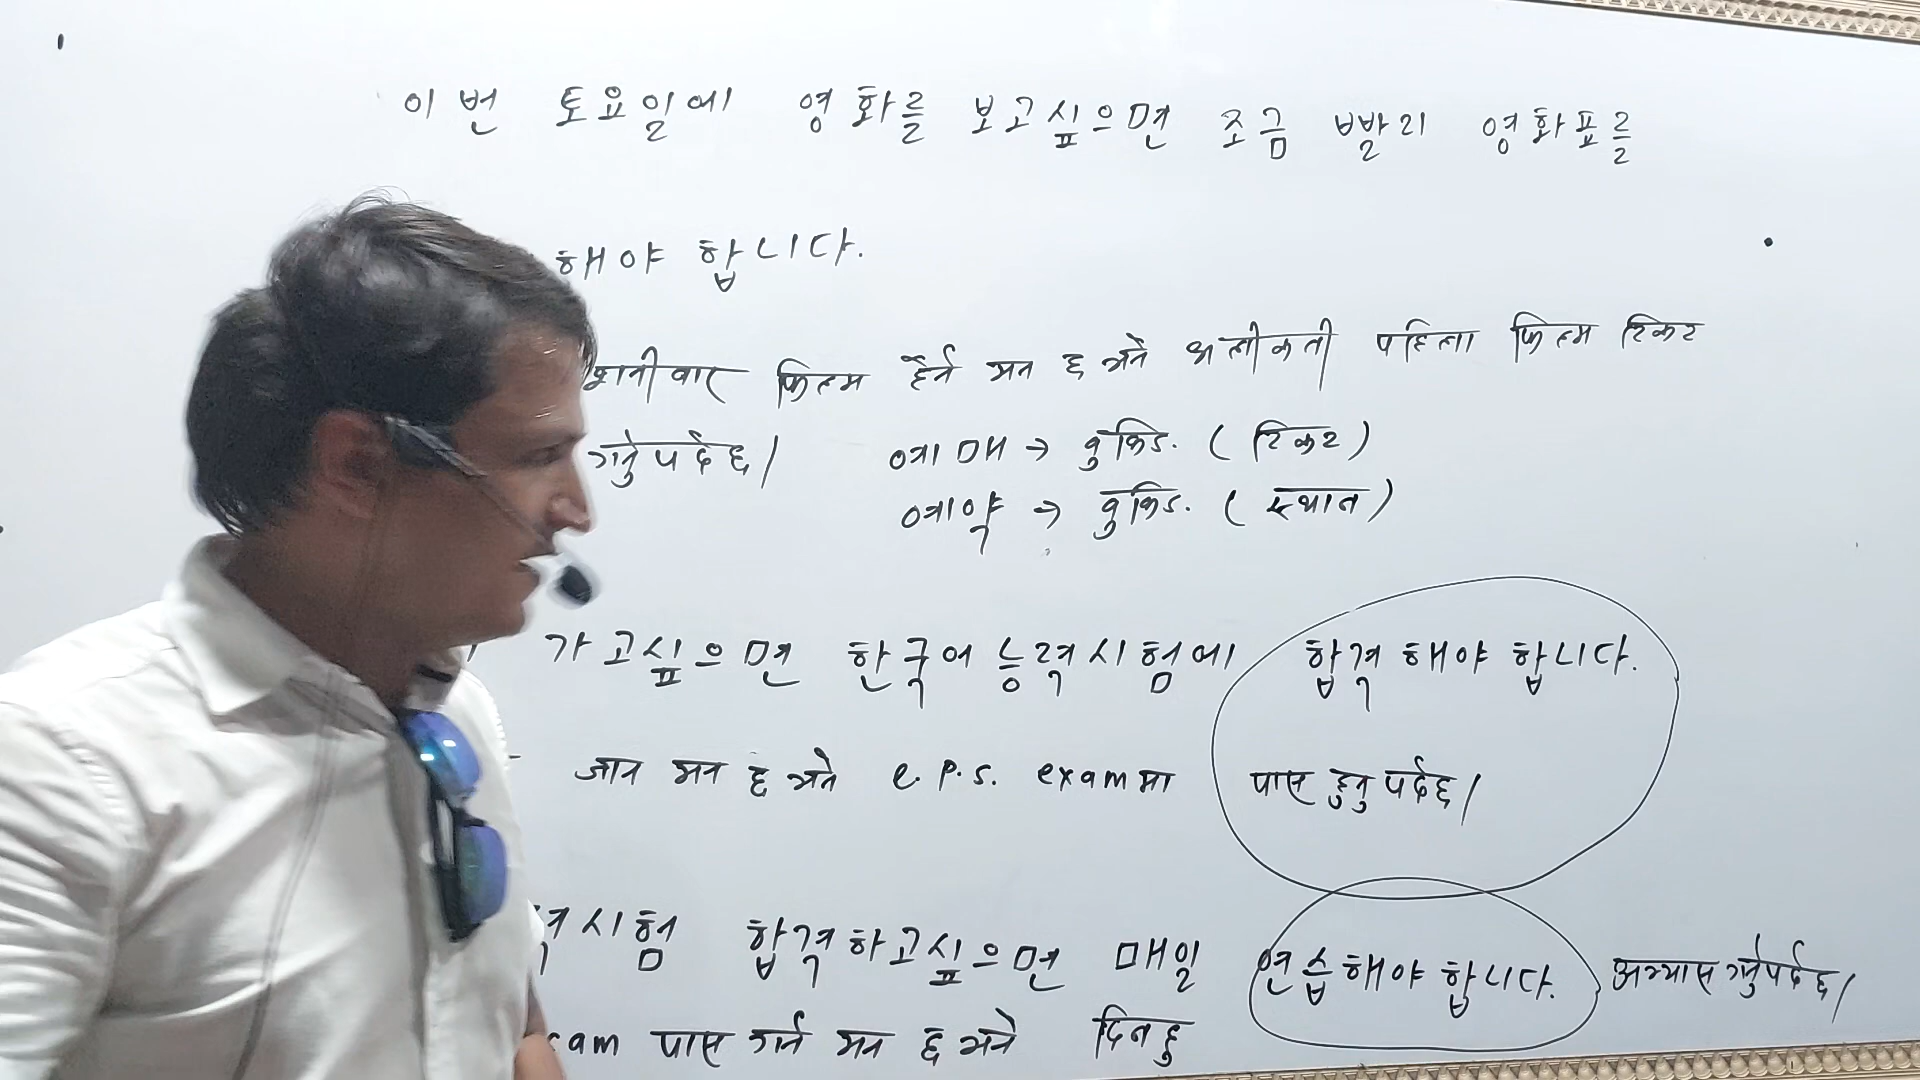 이번 토요일에 영화를 보고싶으면 조금 빨리 영화표를
해야 합니다.
शनीवार फिल्म हेर्न मन छ भने अलीकती पहिला फिल्म टिकट
गर्नुपर्दछ।
예매 → बुकिङ. (टिकट)
예약 → बुकिङ. (स्थान)
가고싶으면 한국어 능력시험에 합격해야 합니다.
जान मन छ भने e.p.s. exam मा पास हुनुपर्दछ।
시험 합격하고싶으면 매일 연습해야 합니다. अभ्यास गर्नुपर्दछ।
पास गर्न मन छ भने दिनहु